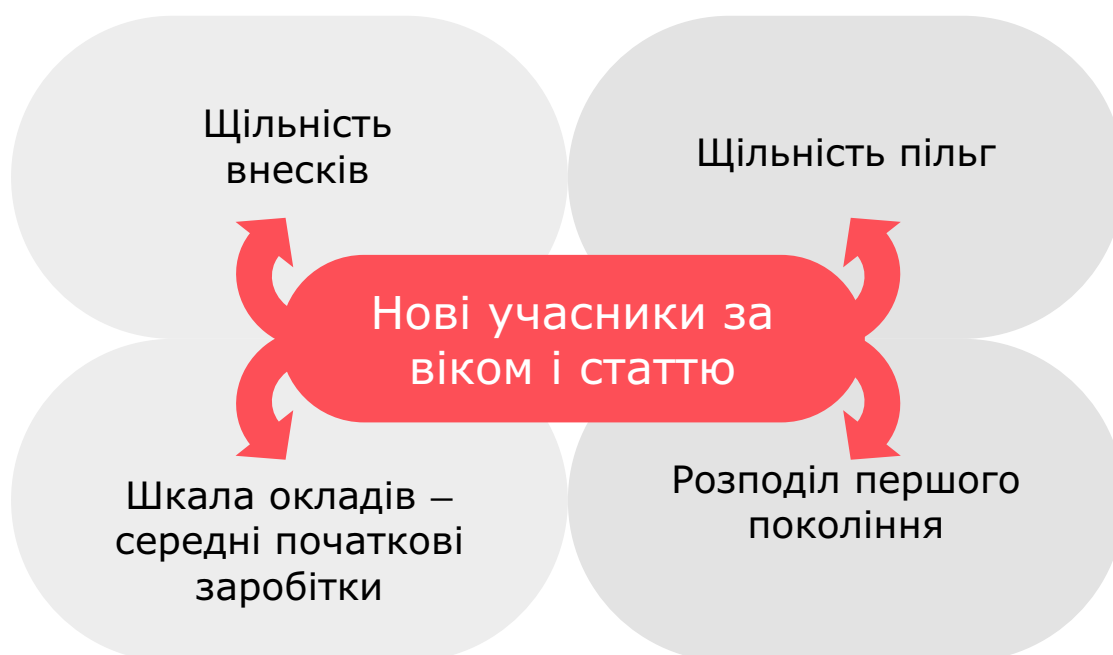 Щільність
внесків
Щільність пільг
Нові учасники за
віком і статтю
Шкала окладів –
середні початкові
заробітки
Розподіл першого
покоління